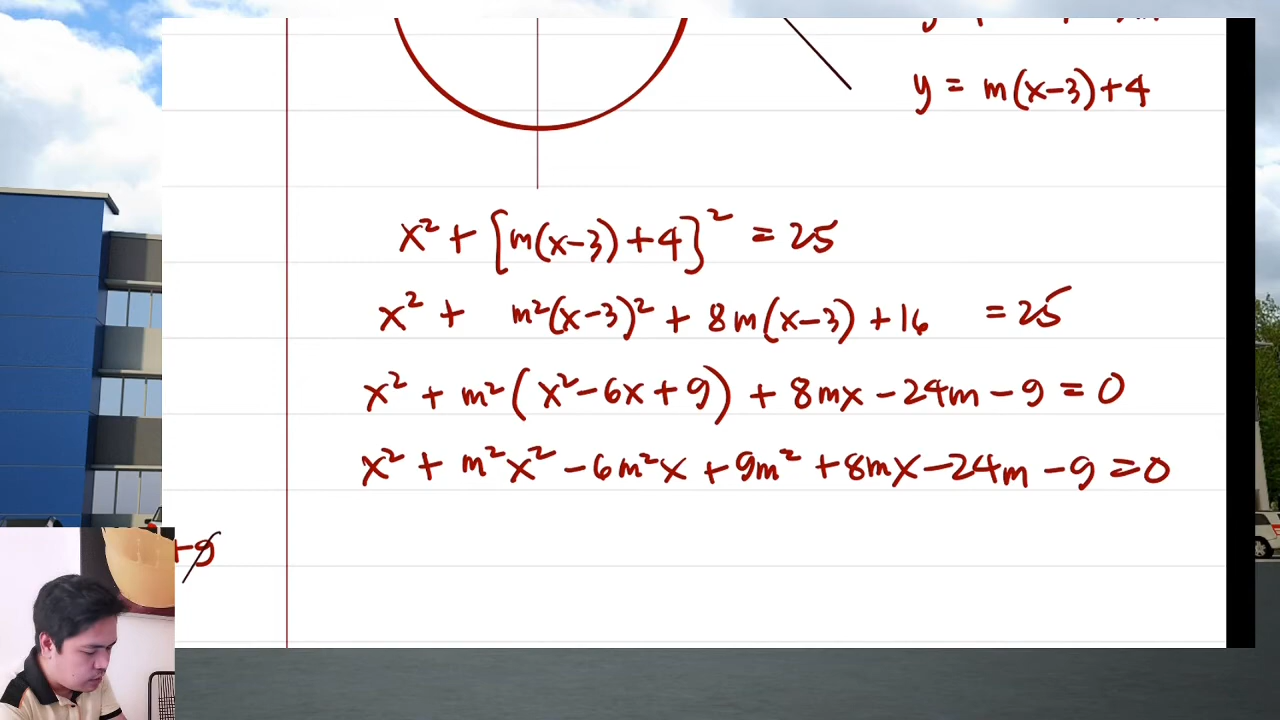 y = m(x-3)+4
x² + [m(x-3)+4]² = 25
x² + m²(x-3)² + 8m(x-3) + 16 = 25
x² + m²(x²-6x+9) + 8mx - 24m - 9 = 0
x² + m²x² - 6m²x + 9m² + 8mx - 24m - 9 = 0
+9